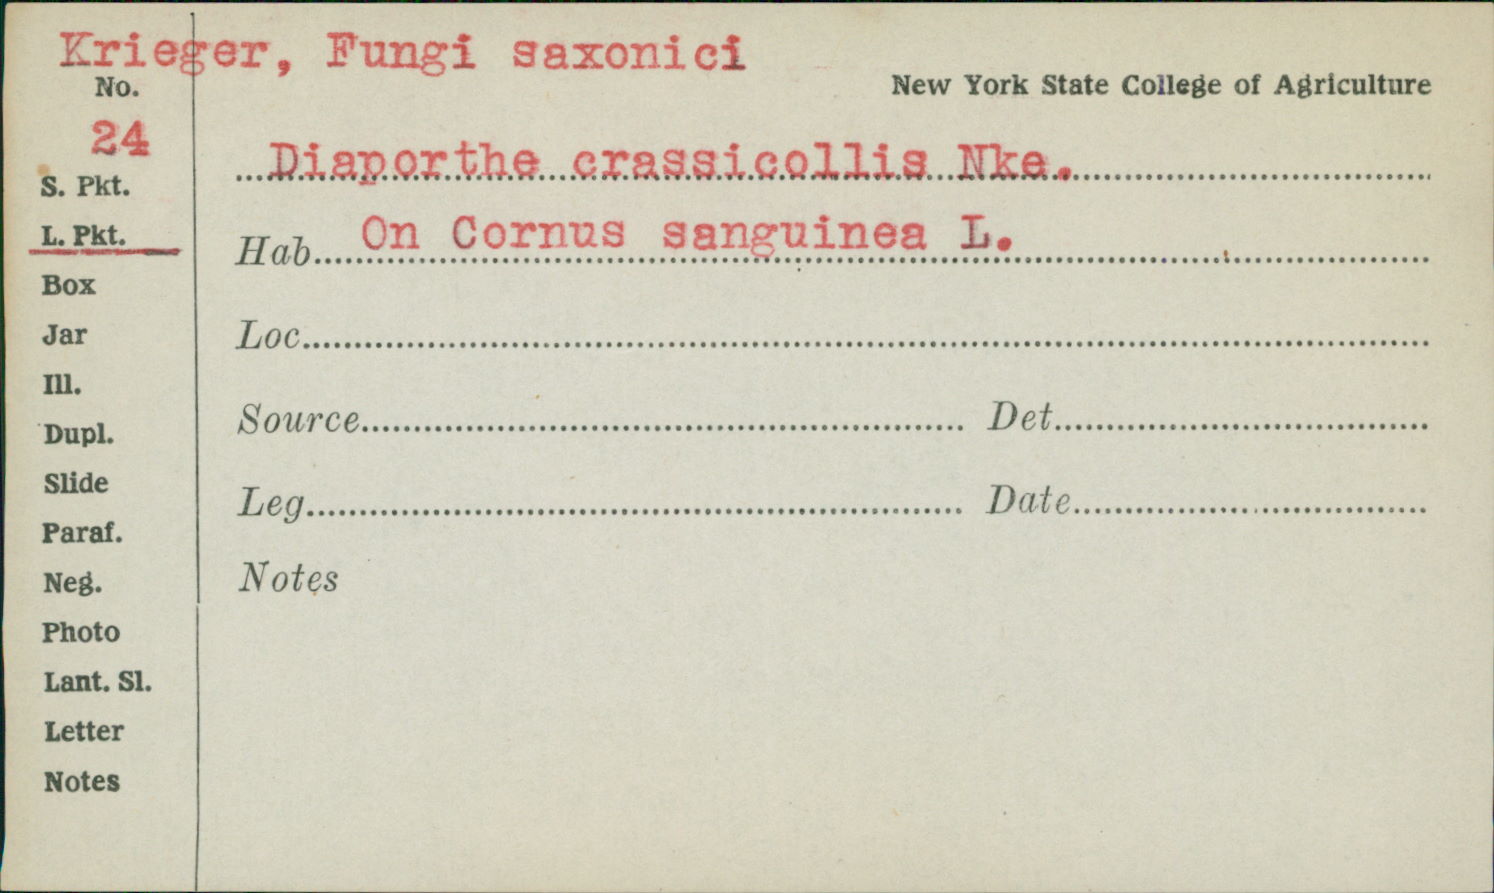 Krieger, Fungi saxonici
New York State College of Agriculture
No.
24
Diaporthe crassicollis Nke.
S. Pkt.
L. Pkt.
Hab. On Cornus sanguinea L.
Box
Jar
Loc.
Ill.
Source Det.
Dupl.
Slide
Leg. Date
Paraf.
Neg.
Notes
Photo
Lant. Sl.
Letter
Notes